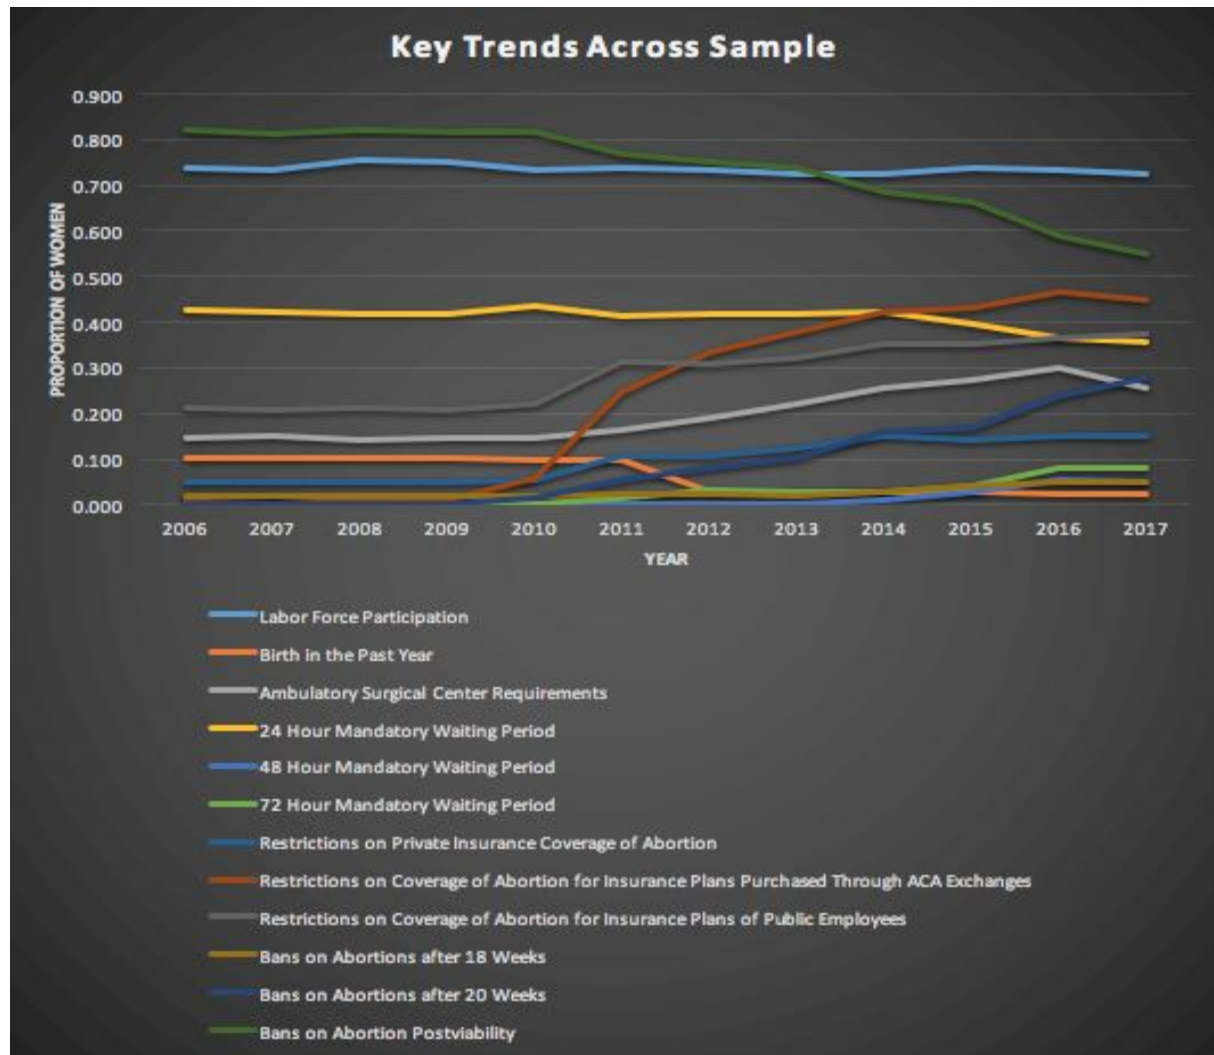 Key Trends Across Sample
0.900
0.800
0.700
0.600
0.500
0.400
0.300
0.200
0.100
0.000
PROPORTION OF WOMEN
2006 2007 2008 2009 2010 2011 2012 2013 2014 2015 2016 2017
YEAR
Labor Force Participation
Birth in the Past Year
Ambulatory Surgical Center Requirements
24 Hour Mandatory Waiting Period
48 Hour Mandatory Waiting Period
72 Hour Mandatory Waiting Period
Restrictions on Private Insurance Coverage of Abortion
Restrictions on Coverage of Abortion for Insurance Plans Purchased Through ACA Exchanges
Restrictions on Coverage of Abortion for Insurance Plans of Public Employees
Bans on Abortions after 18 Weeks
Bans on Abortions after 20 Weeks
Bans on Abortion Postviability